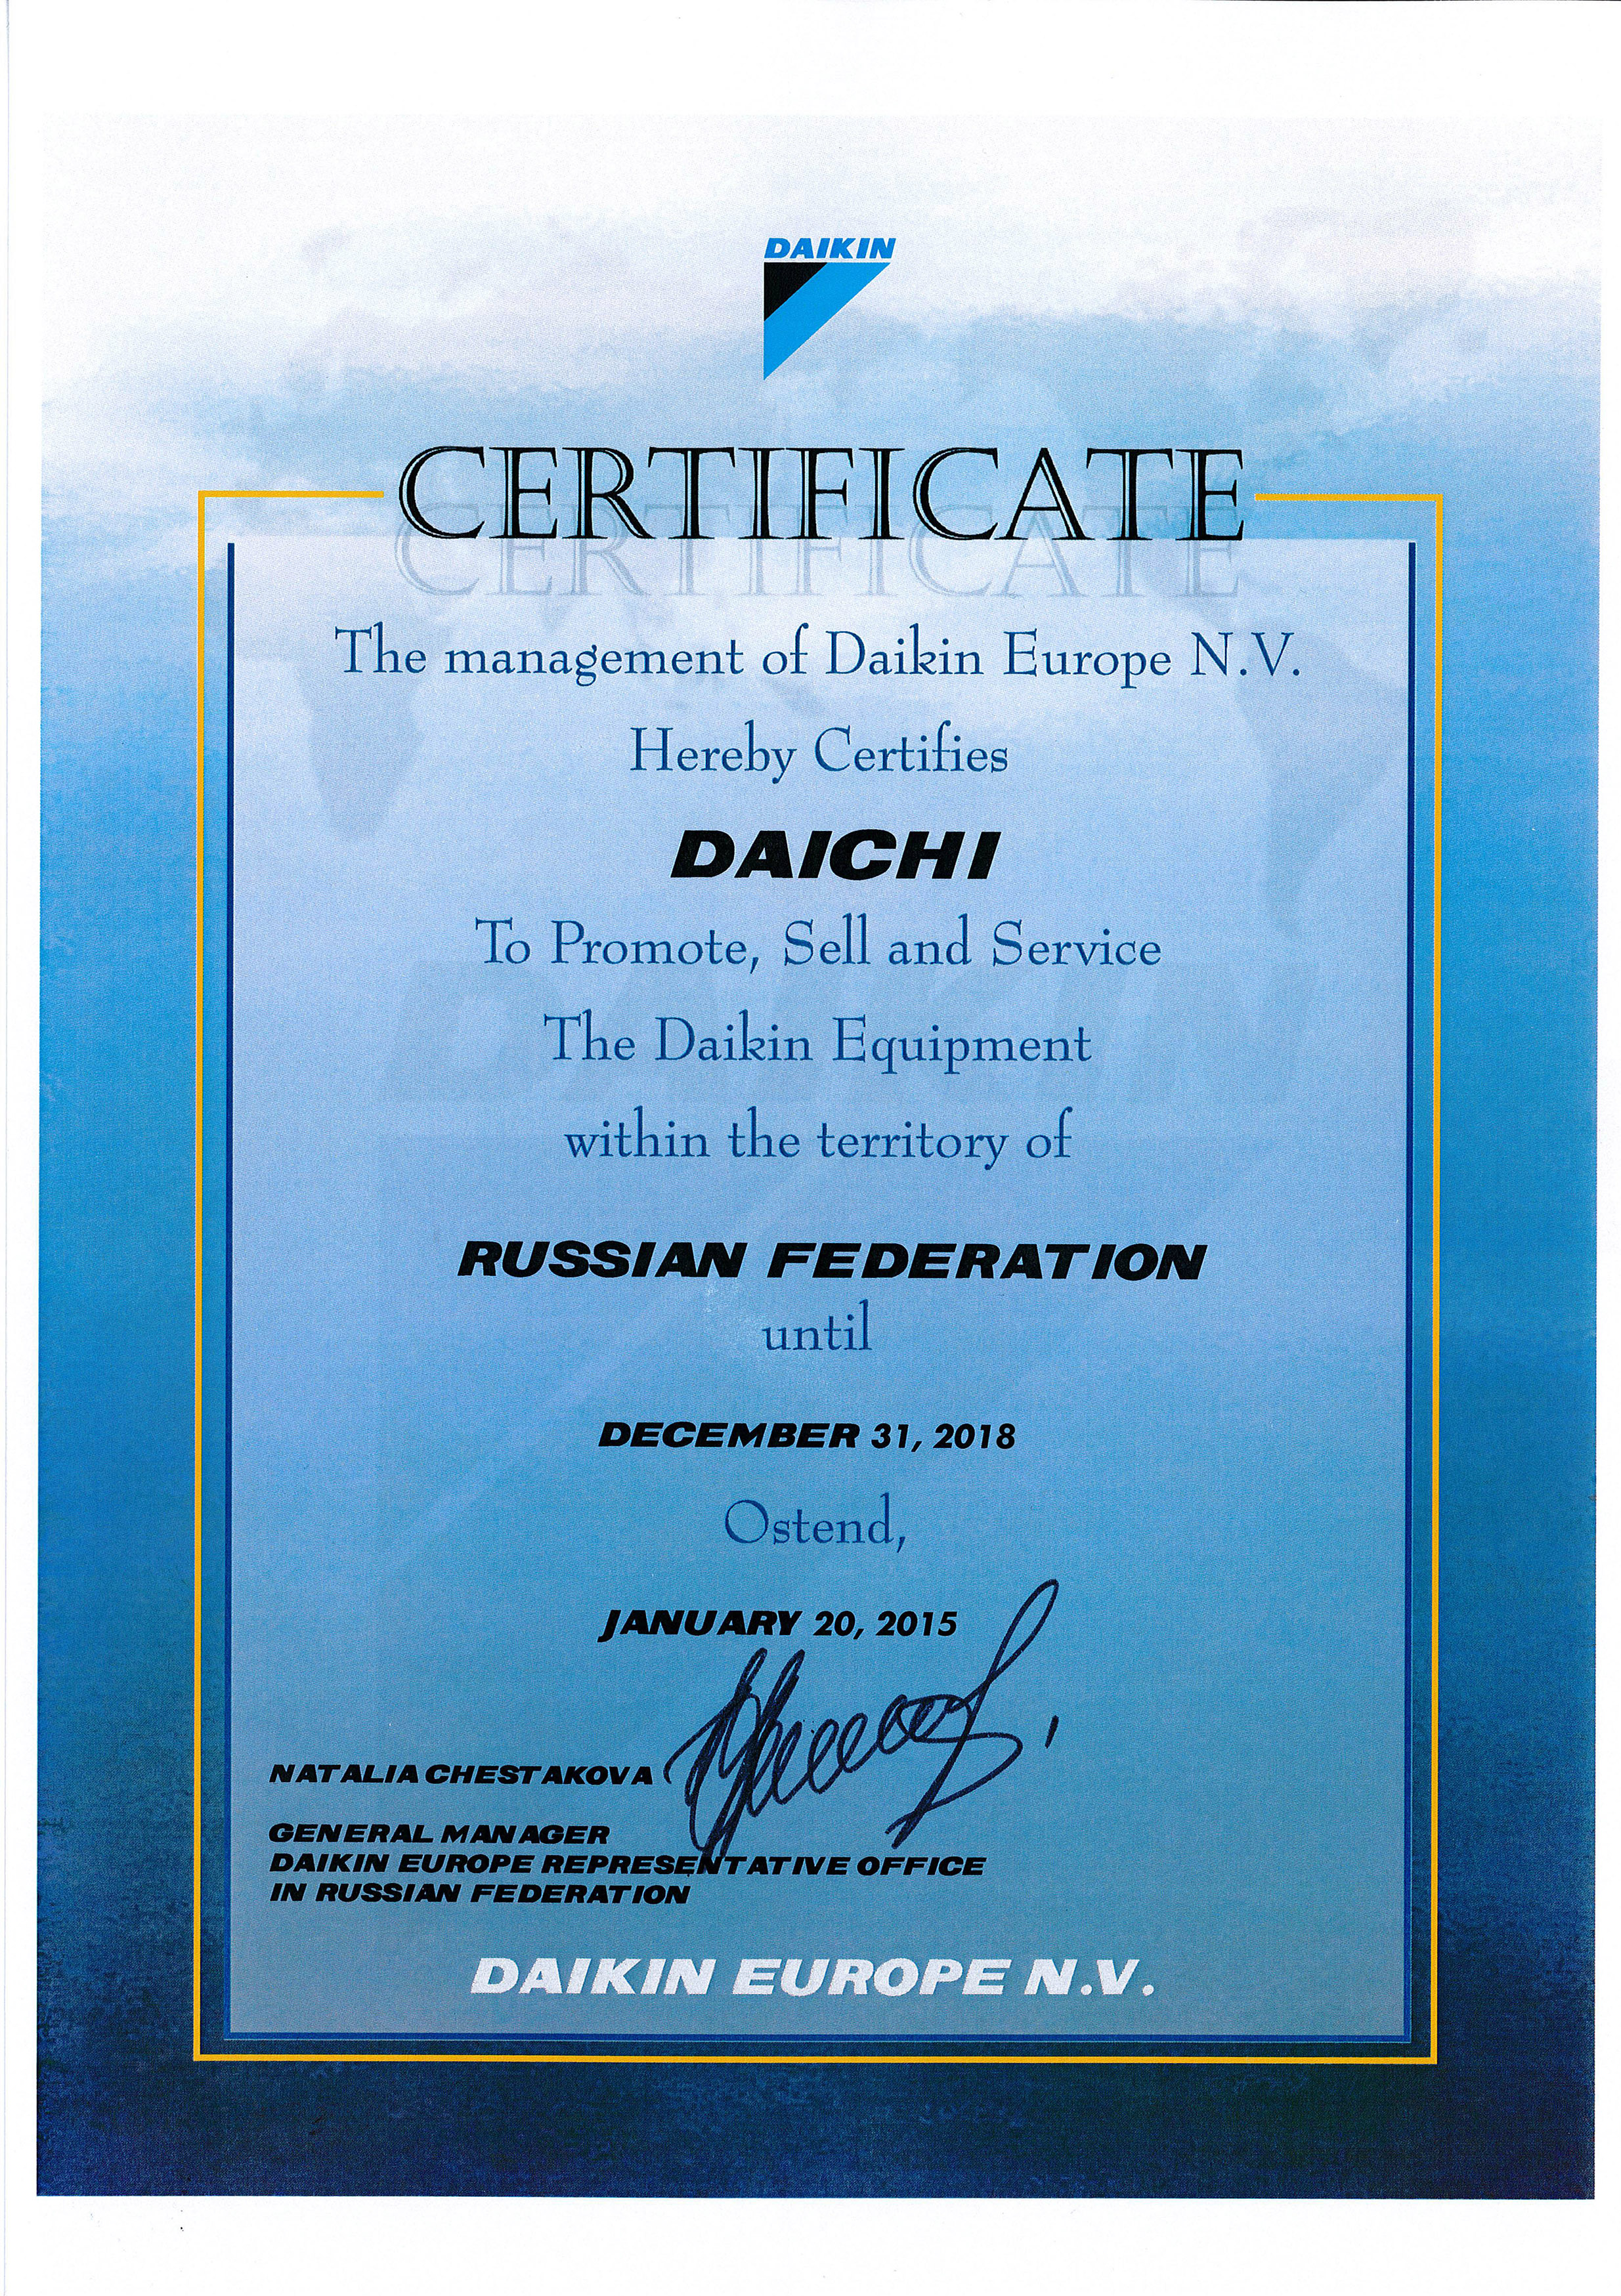 DAIKIN
CERTIFICATE
The management of Daikin Europe N.V.
Hereby Certifies
DAICHI
To Promote, Sell and Service
The Daikin Equipment
within the territory of
RUSSIAN FEDERATION
until
DECEMBER 31, 2018
Ostend,
JANUARY 20, 2015
NATALIA CHESTAKOVA
GENERAL MANAGER
DAIKIN EUROPE REPRESENTATIVE OFFICE
IN RUSSIAN FEDERATION
DAIKIN EUROPE N.V.